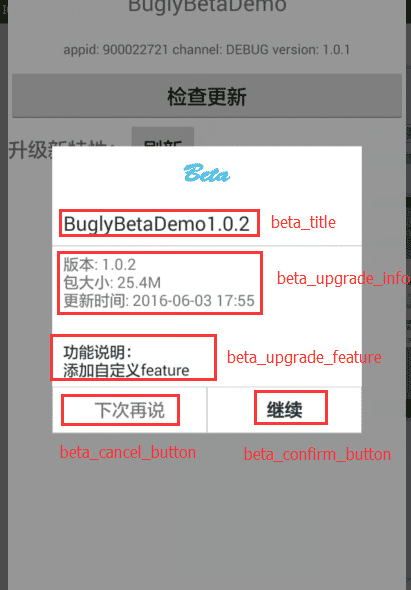 BuglyBetaDemo
appid: 900022721 channel: DEBUG version: 1.0.1
检查更新
升级新特性：
刷新
Beta
BuglyBetaDemo1.0.2
beta_title
版本: 1.0.2
包大小: 25.4M
更新时间: 2016-06-03 17:55
beta_upgrade_info
功能说明：
添加自定义feature
beta_upgrade_feature
下次再说
继续
beta_cancel_button
beta_confirm_button